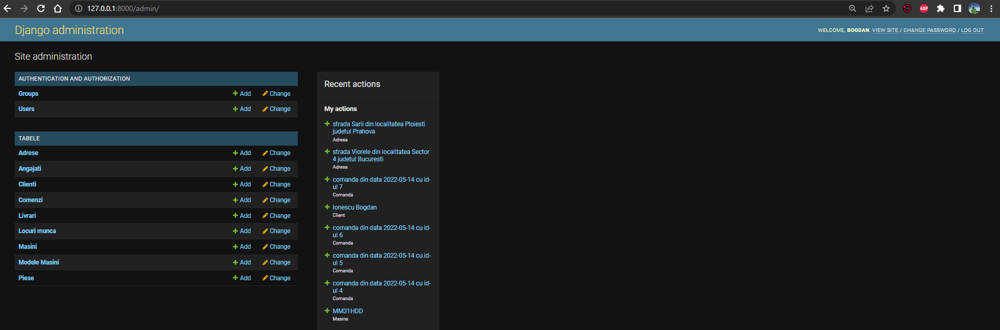 127.0.0.1:8000/admin/
ABP
Django administration
WELCOME, BOGDAN. VIEW SITE / CHANGE PASSWORD / LOG OUT
Site administration
AUTHENTICATION AND AUTHORIZATION
Groups Add Change
Users Add Change
TABELE
Adrese Add Change
Angajati Add Change
Clienti Add Change
Comenzi Add Change
Livrari Add Change
Locuri munca Add Change
Masini Add Change
Modele Masini Add Change
Piese Add Change
Recent actions
My actions
strada Sarii din localitatea Ploiesti
judetul Prahova
Adresa
strada Viorele din localitatea Sector
4 judetul Bucuresti
Adresa
comanda din data 2022-05-14 cu id-
ul 7
Comanda
Ionescu Bogdan
Client
comanda din data 2022-05-14 cu id-
ul 6
Comanda
comanda din data 2022-05-14 cu id-
ul 5
Comanda
comanda din data 2022-05-14 cu id-
ul 4
Comanda
MM31HDD
Masina